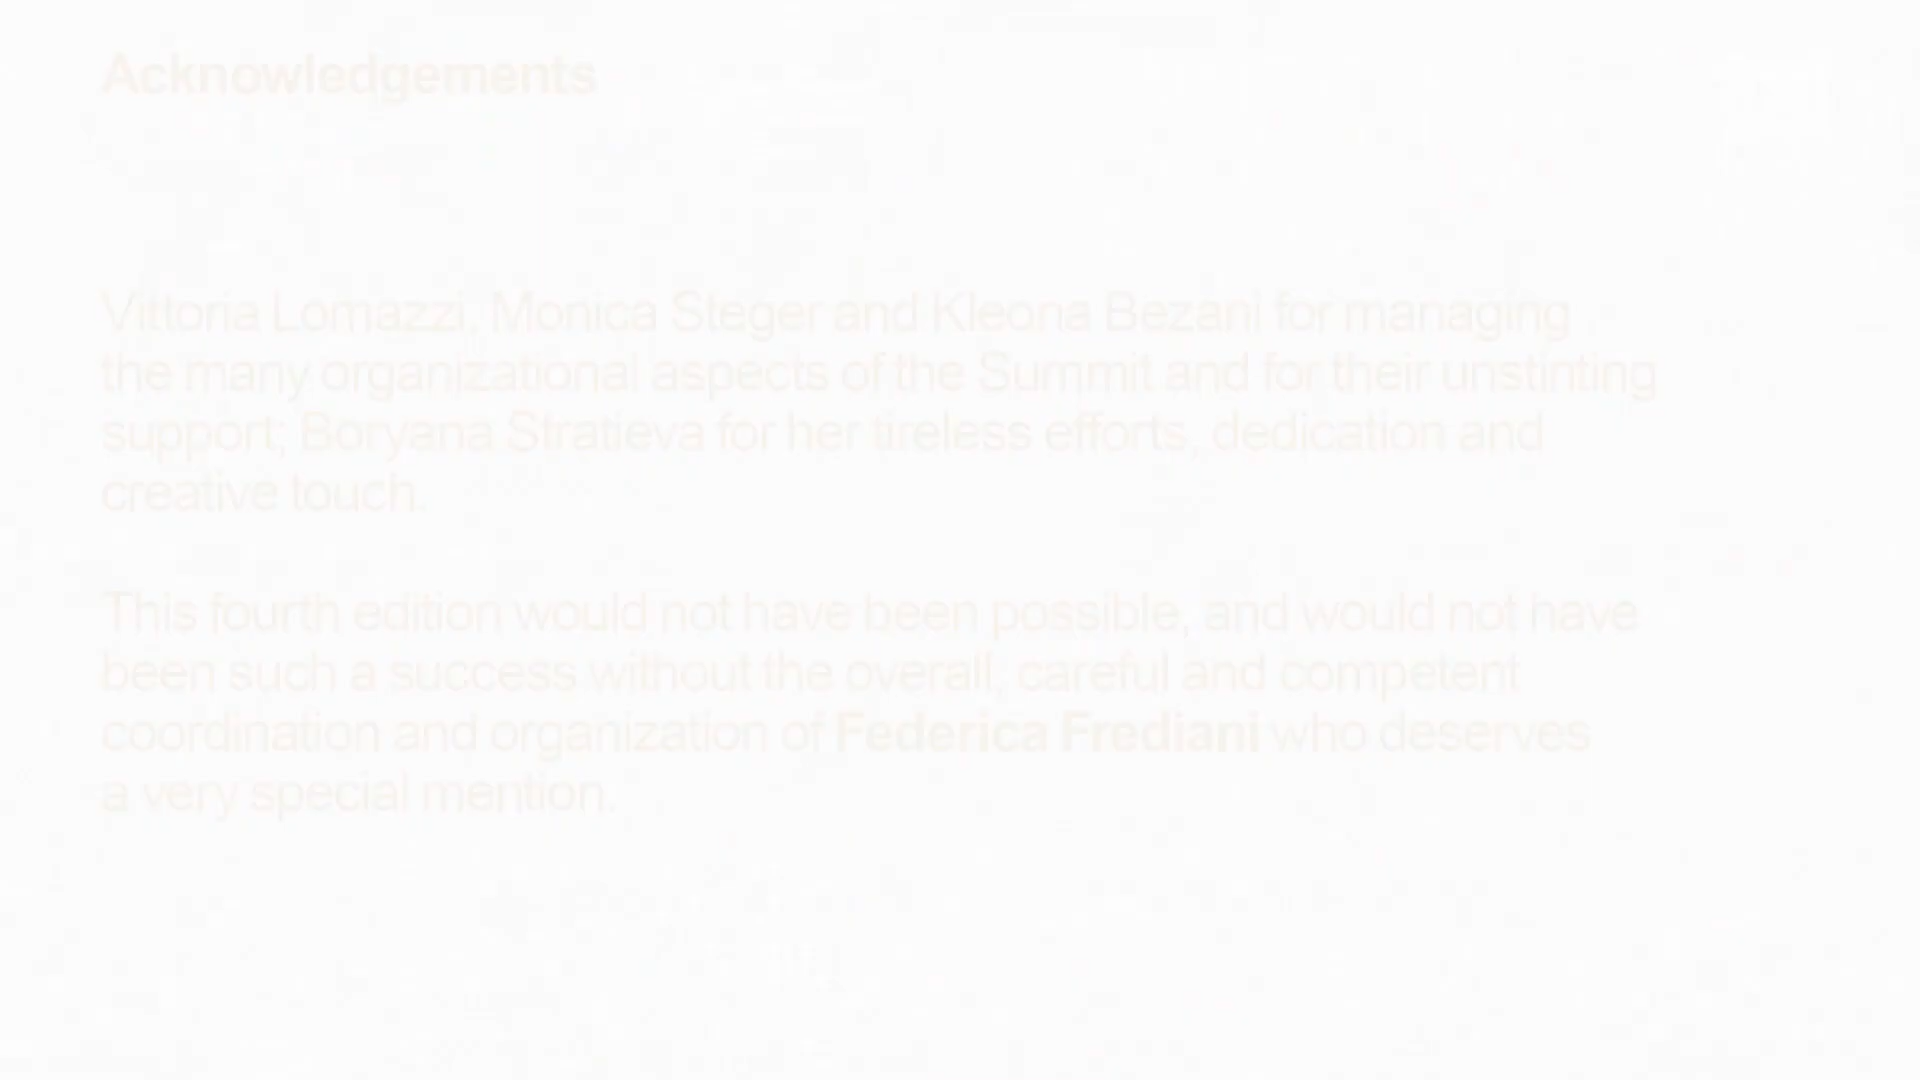 Acknowledgements
Vittoria Lomazzi, Monica Steger and Kleona Bezani for managing
the many organizational aspects of the Summit and for their unstinting
support; Boryana Stratieva for her tireless efforts, dedication and
creative touch.
This fourth edition would not have been possible, and would not have
been such a success without the overall, careful and competent
coordination and organization of Federica Frediani who deserves
a very special mention.